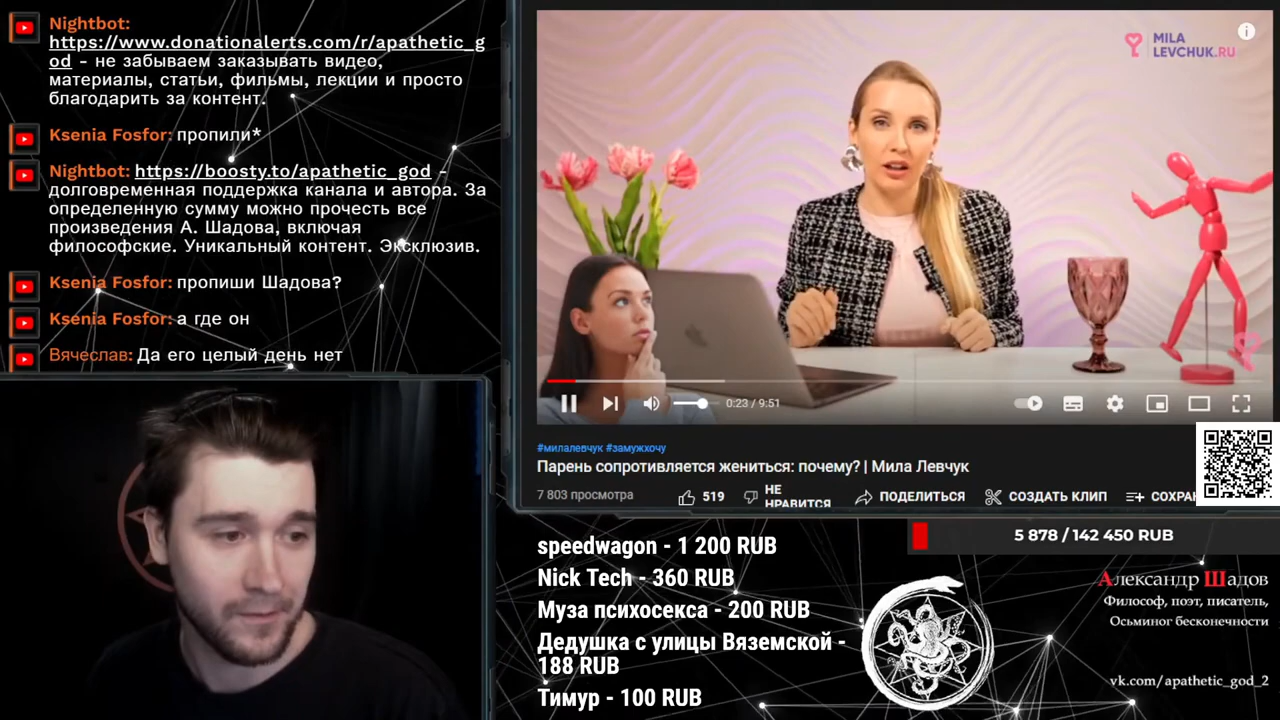 Nightbot:
https://www.donationalerts.com/r/apathetic_g
od - не забываем заказывать видео,
материалы, статьи, фильмы, лекции и просто
благодарить за контент.
Ksenia Fosfor: пропили*
Nightbot: https://boosty.to/apathetic_god -
долговременная поддержка канала и автора. За
определенную сумму можно прочесть все
произведения А. Шадова, включая
философские. Уникальный контент. Эксклюзив.
Ksenia Fosfor: пропиши Шадова?
Ksenia Fosfor: а где он
Вячеслав: Да его целый день нет
MILA
LEVCHUK.RU
0:23 / 9:51
#милалевчук #замужхочу
Парень сопротивляется жениться: почему? | Мила Левчук
7 803 просмотра
519
НЕ
НРАВИТСЯ
ПОДЕЛИТЬСЯ
СОЗДАТЬ КЛИП
СОХРАН
5 878 / 142 450 RUB
speedwagon - 1 200 RUB
Nick Tech - 360 RUB
Муза психосекса - 200 RUB
Дедушка с улицы Вяземской -
188 RUB
Тимур - 100 RUB
Александр Шадов
Философ, поэт, писатель,
Осьминог бесконечности
vk.com/apathetic_god_2